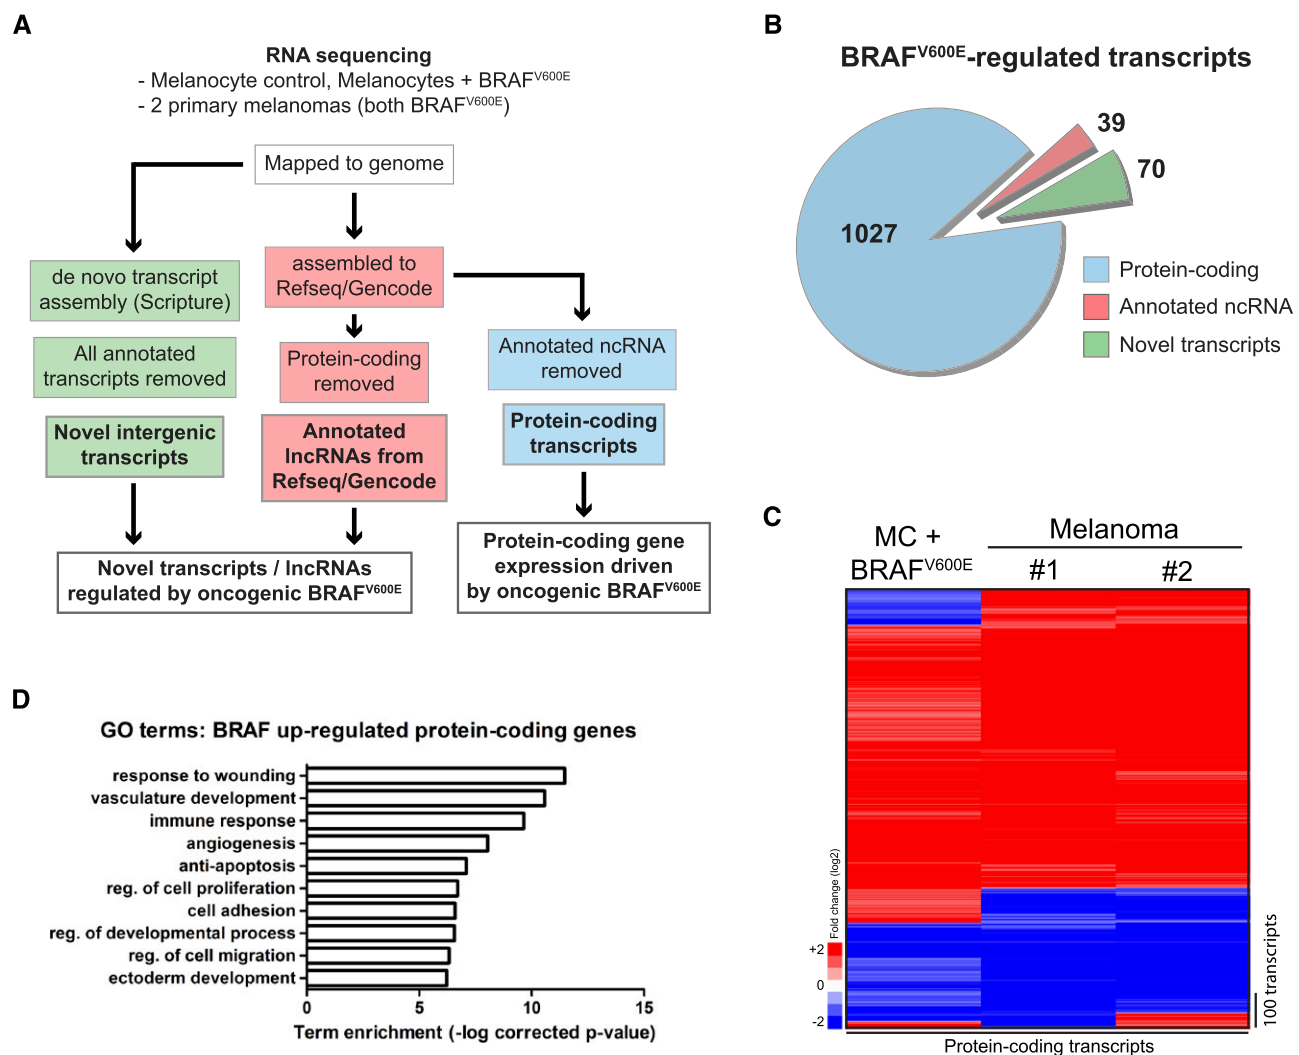 A
RNA sequencing
- Melanocyte control, Melanocytes + BRAFV600E
- 2 primary melanomas (both BRAFV600E)
Mapped to genome
de novo transcript
assembly (Scripture)
All annotated
transcripts removed
Novel intergenic
transcripts
assembled to
Refseq/Gencode
Protein-coding
removed
Annotated
lncRNAs from
Refseq/Gencode
Annotated ncRNA
removed
Protein-coding
transcripts
Novel transcripts / lncRNAs
regulated by oncogenic BRAFV600E
Protein-coding gene
expression driven
by oncogenic BRAFV600E
B
BRAFV600E-regulated transcripts
39
70
1027
Protein-coding
Annotated ncRNA
Novel transcripts
C
MC +
BRAFV600E
Melanoma
#1
#2
Fold change (log2)
+2
0
-2
100 transcripts
Protein-coding transcripts
D
GO terms: BRAF up-regulated protein-coding genes
response to wounding
vasculature development
immune response
angiogenesis
anti-apoptosis
reg. of cell proliferation
cell adhesion
reg. of developmental process
reg. of cell migration
ectoderm development
0
5
10
15
Term enrichment (-log corrected p-value)